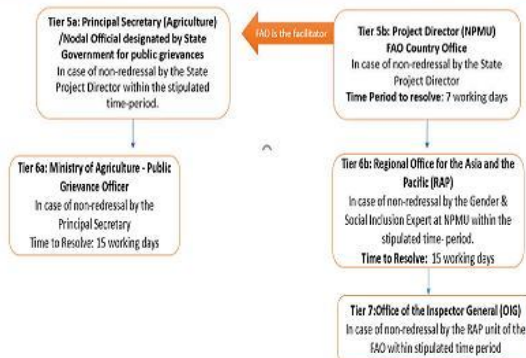 Tier 5a: Principal Secretary (Agriculture)
/Nodal Official designated by State
Government for public grievances
In case of non-redressal by the State
Project Director within the stipulated
time-period.
FAO is the facilitator
Tier 5b: Project Director (NPMU)
FAO Country Office
In case of non-redressal by the State
Project Director
Time Period to resolve: 7 working days
Tier 6a: Ministry of Agriculture - Public
Grievance Officer
In case of non-redressal by the
Principal Secretary
Time to Resolve: 15 working days
Tier 6b: Regional Office for the Asia and the
Pacific (RAP)
In case of non-redressal by the Gender &
Social Inclusion Expert at NPMU within the
stipulated time- period.
Time to Resolve: 15 working days
Tier 7:Office of the Inspector General (OIG)
In case of non-redressal by the RAP unit of the
FAO within stipulated time period